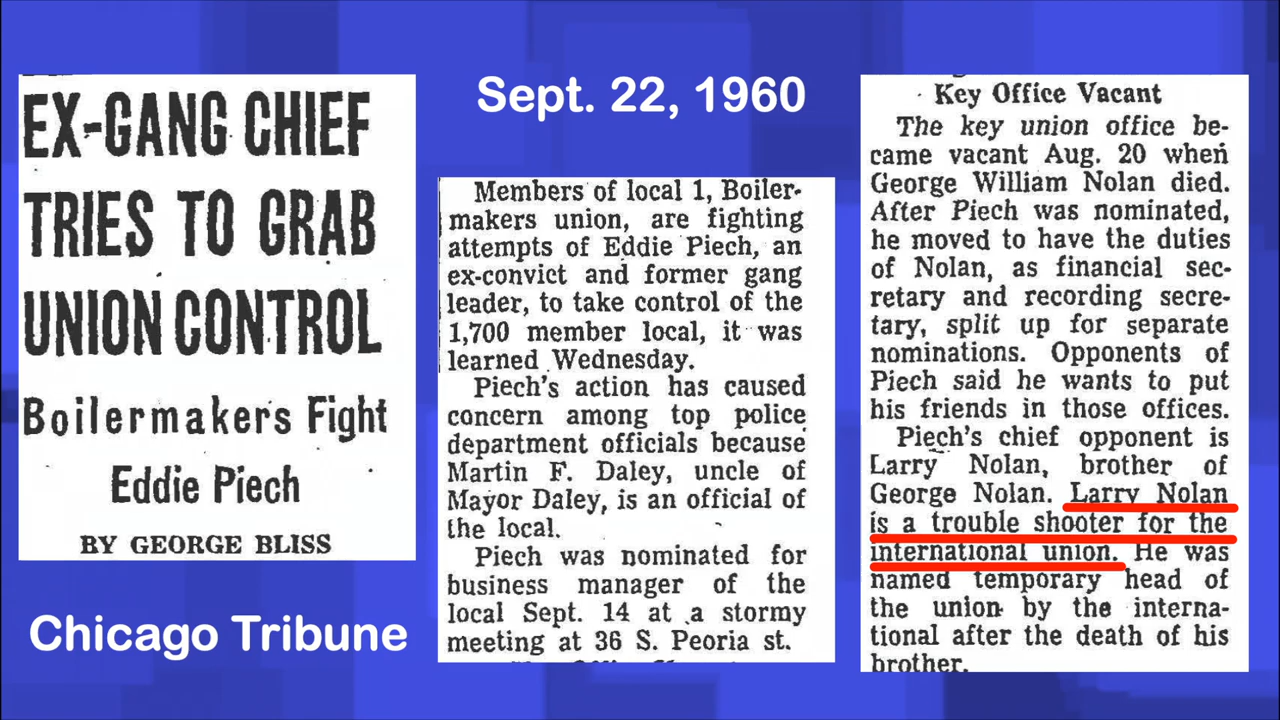 EX-GANG CHIEF
TRIES TO GRAB
UNION CONTROL
Boilermakers Fight
Eddie Piech
BY GEORGE BLISS
Chicago Tribune
Sept. 22, 1960
Members of local 1, Boiler-
makers union, are fighting
attempts of Eddie Piech, an
ex-convict and former gang
leader, to take control of the
1,700 member local, it was
learned Wednesday.
Piech's action has caused
concern among top police
department officials because
Martin F. Daley, uncle of
Mayor Daley, is an official of
the local.
Piech was nominated for
business manager of the
local Sept. 14 at a stormy
meeting at 36 S. Peoria st.
Key Office Vacant
The key union office be-
came vacant Aug. 20 when
George William Nolan died.
After Piech was nominated,
he moved to have the duties
of Nolan, as financial sec-
retary and recording secre-
tary, split up for separate
nominations. Opponents of
Piech said he wants to put
his friends in those offices.
Piech's chief opponent is
Larry Nolan, brother of
George Nolan. Larry Nolan
is a trouble shooter for the
international union. He was
named temporary head of
the union by the interna-
tional after the death of his
brother.